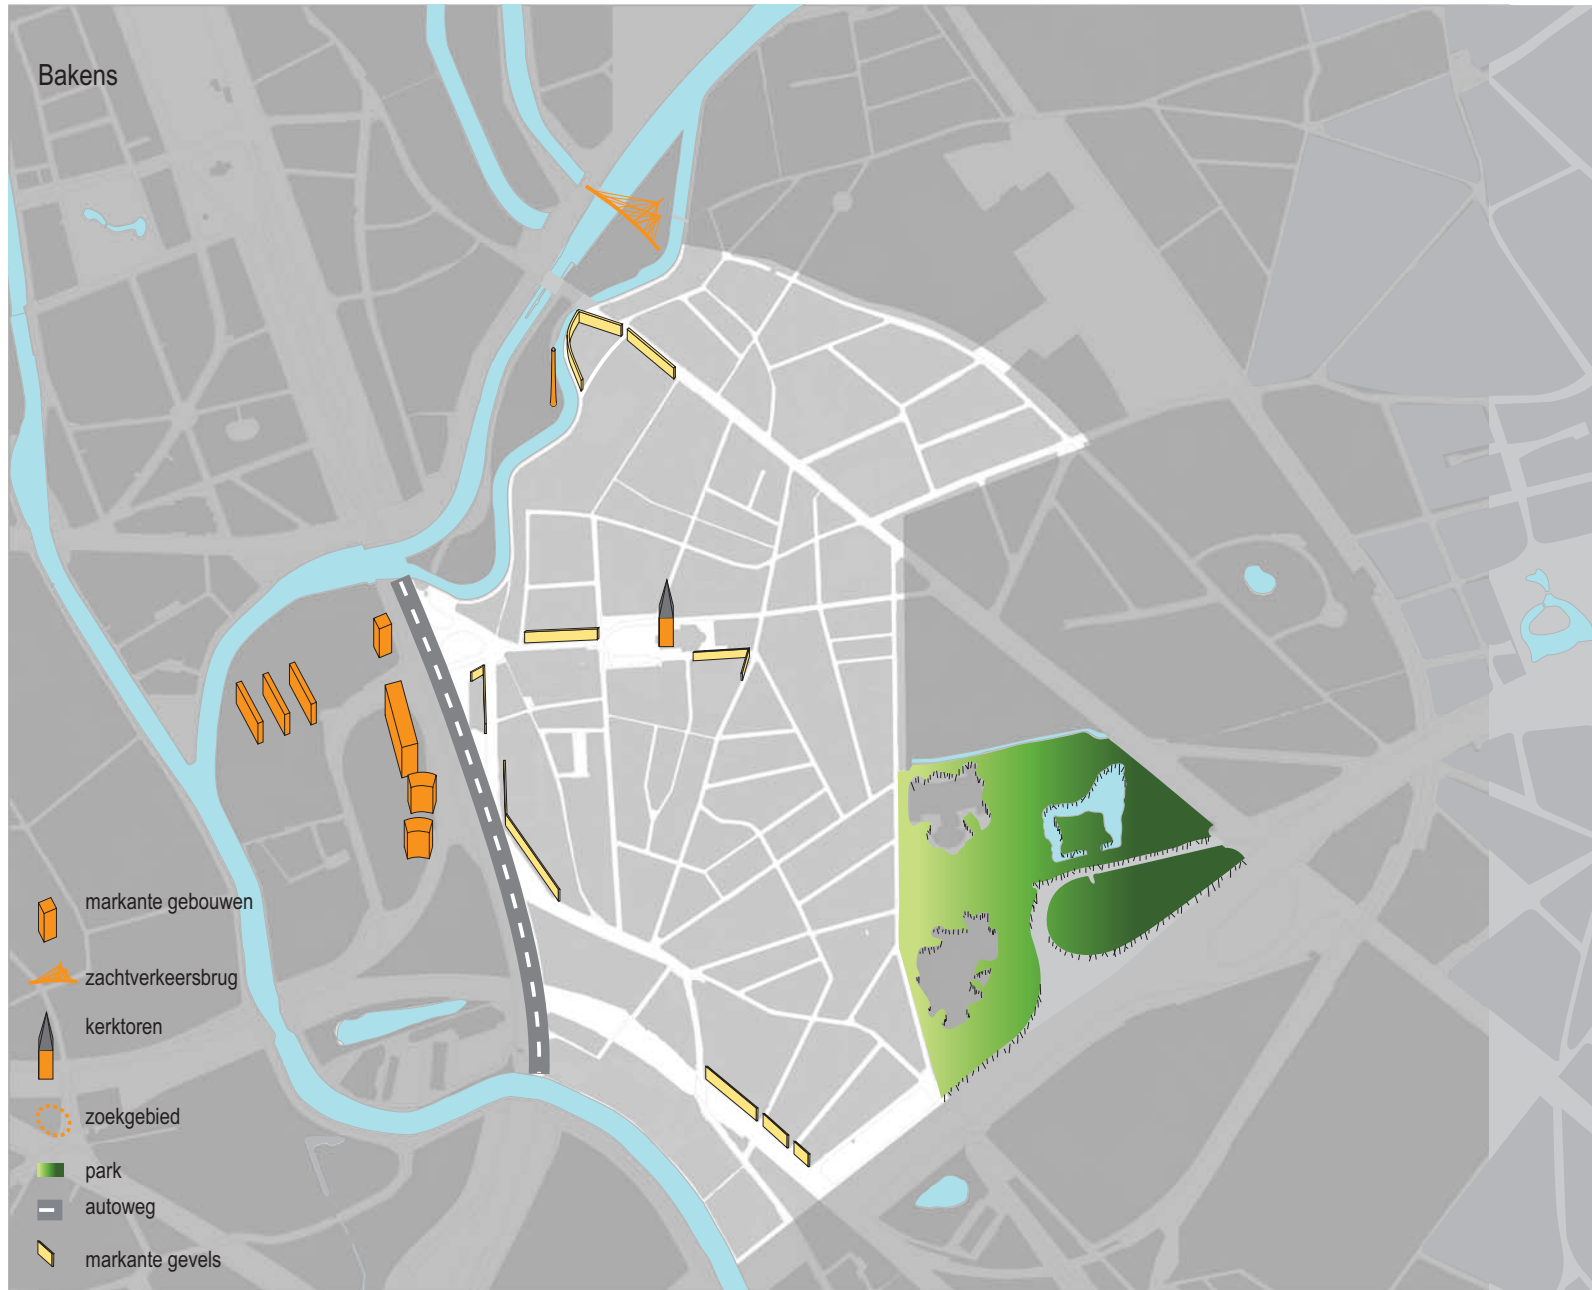 Bakens
markante gebouwen
zachtverkeersbrug
kerktoren
zoekgebied
park
autoweg
markante gevels